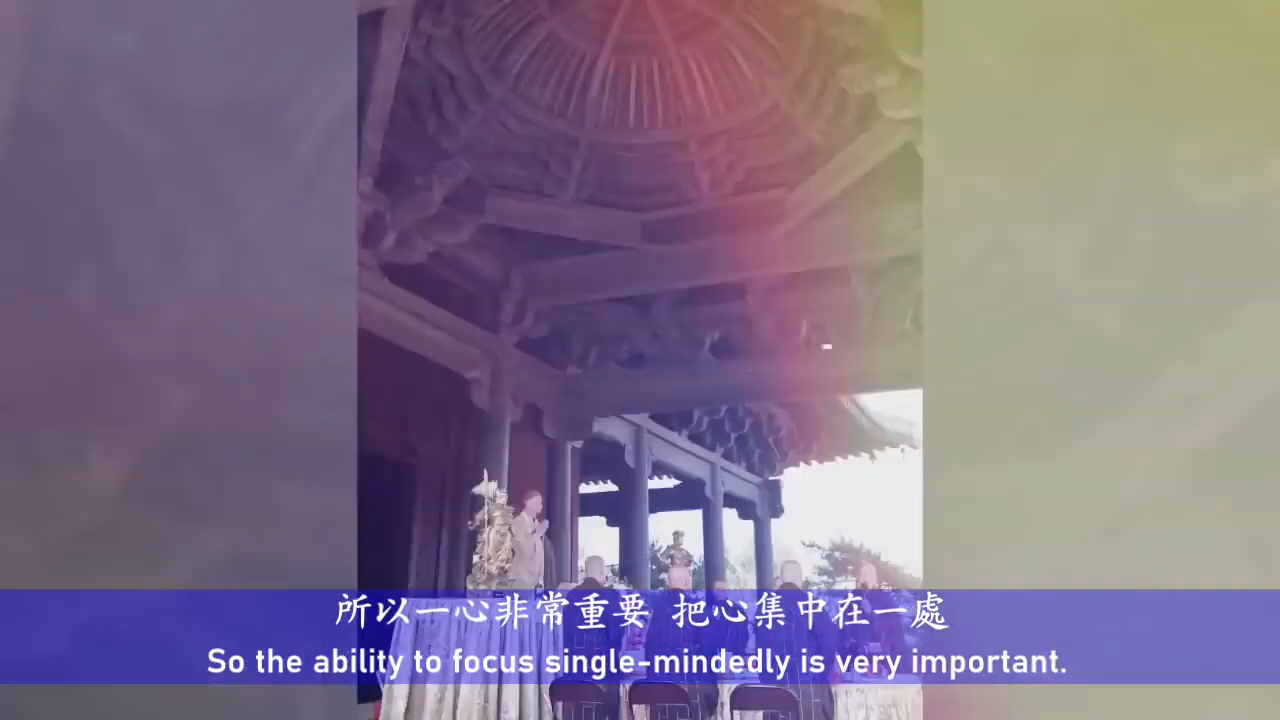 所以一心非常重要 把心集中在一處
So the ability to focus single-mindedly is very important.